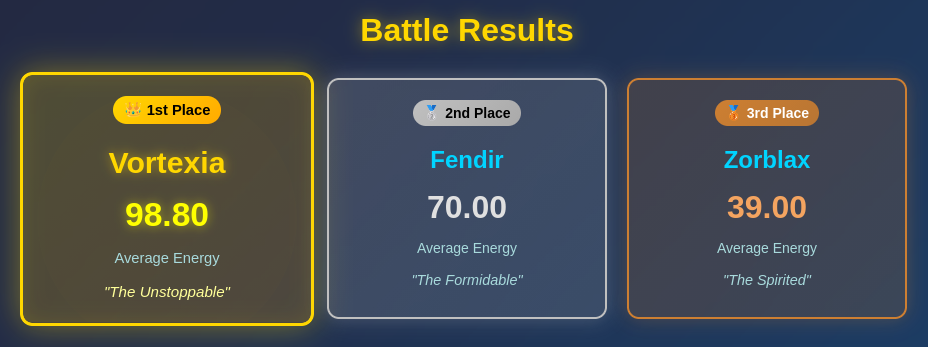 Battle Results
👑 1st Place
Vortexia
98.80
Average Energy
"The Unstoppable"
🥈 2nd Place
Fendir
70.00
Average Energy
"The Formidable"
🥉 3rd Place
Zorblax
39.00
Average Energy
"The Spirited"